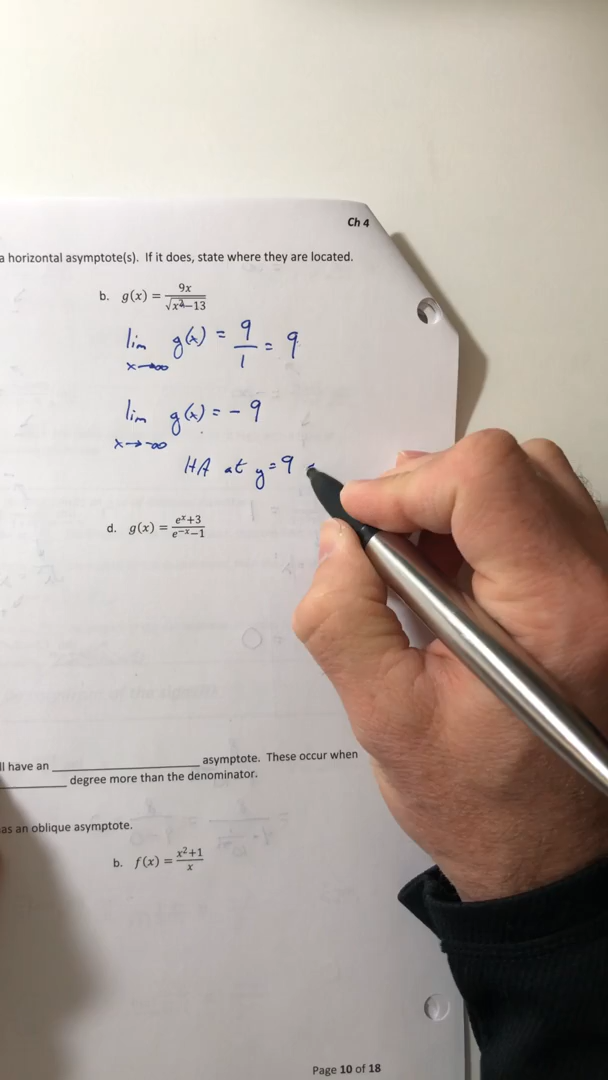 Ch 4
a horizontal asymptote(s). If it does, state where they are located.
b. g(x) = 9x / √x²−13
lim x→∞ g(x) = 9/1 = 9
lim x→-∞ g(x) = - 9
HA at y=9
d. g(x) = eˣ+3 / e⁻ˣ−1
ll have an ____________________ asymptote. These occur when
__________ degree more than the denominator.
as an oblique asymptote.
b. f(x) = x²+1 / x
Page 10 of 18